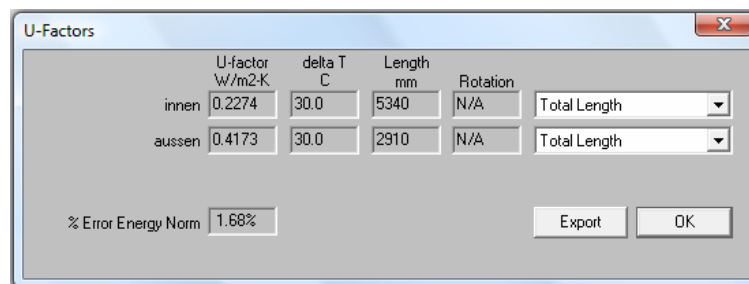 U-Factors
U-factor delta T Length
W/m2-K C mm Rotation
innen 0.2274 30.0 5340 N/A Total Length
aussen 0.4173 30.0 2910 N/A Total Length
% Error Energy Norm 1.68% Export OK